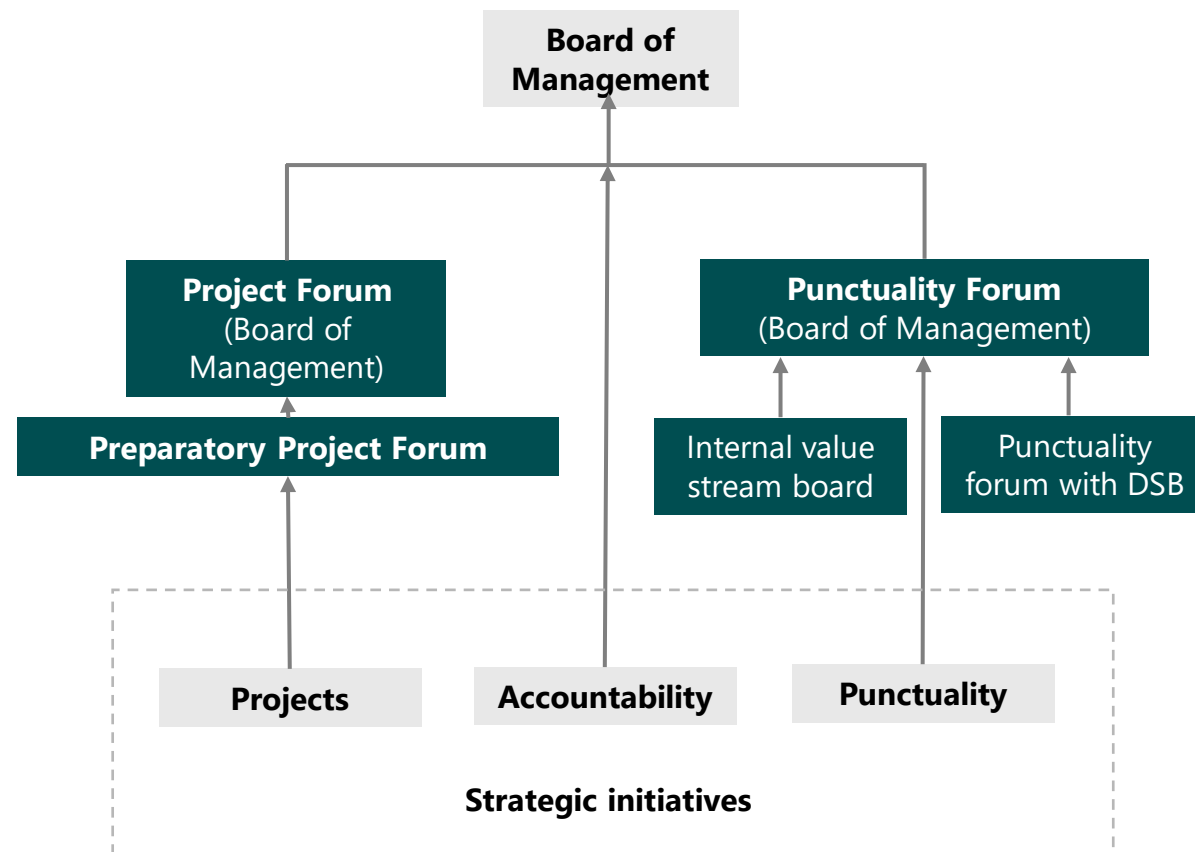 Board of
Management
Project Forum
(Board of
Management)
Punctuality Forum
(Board of Management)
Preparatory Project Forum
Internal value
stream board
Punctuality
forum with DSB
Projects
Accountability
Punctuality
Strategic initiatives